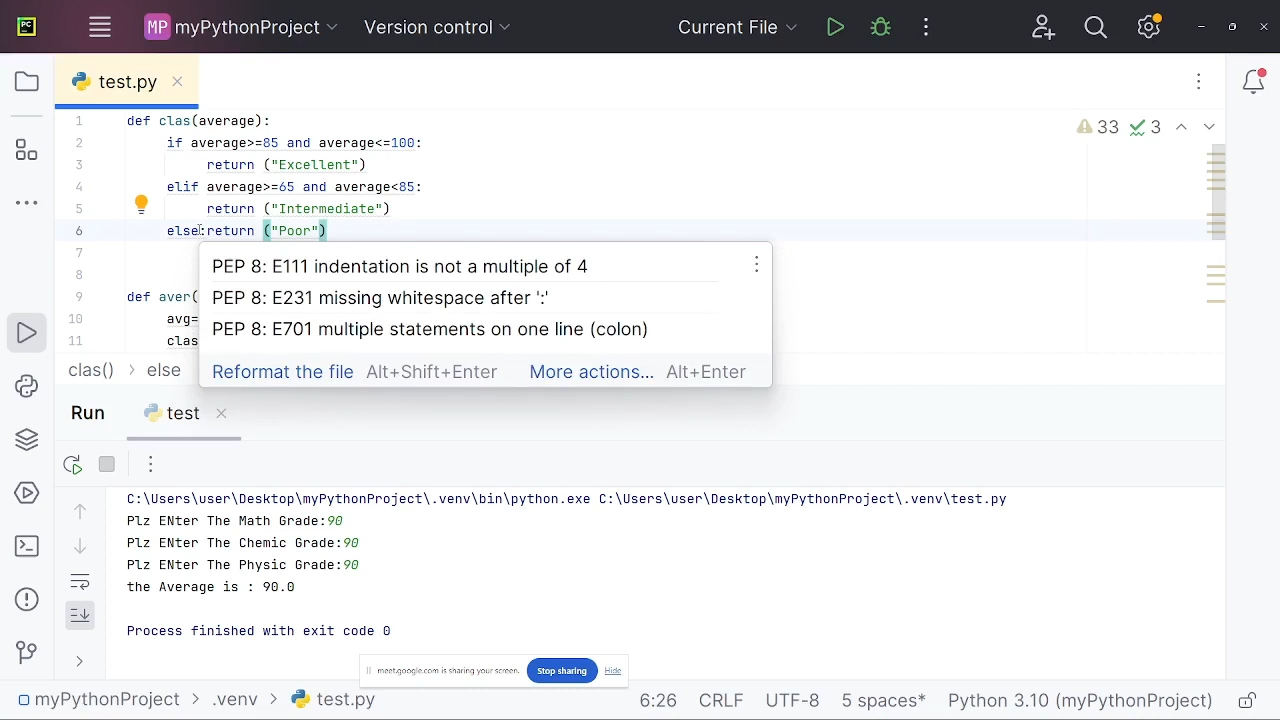 PC MP myPythonProject Version control Current File
test.py
1 def clas(average):
33 3
2 if average>=85 and average<=100:
3 return ("Excellent")
4 elif average>=65 and average<85:
5 return ("Intermediate")
6 else:return ("Poor")
7
8
9 def aver(
10 avg=
11 clas
PEP 8: E111 indentation is not a multiple of 4
PEP 8: E231 missing whitespace after ':'
PEP 8: E701 multiple statements on one line (colon)
Reformat the file Alt+Shift+Enter More actions... Alt+Enter
clas() > else
Run test
C:\Users\user\Desktop\myPythonProject\.venv\bin\python.exe C:\Users\user\Desktop\myPythonProject\.venv\test.py
Plz ENter The Math Grade:90
Plz ENter The Chemic Grade:90
Plz ENter The Physic Grade:90
the Average is : 90.0
Process finished with exit code 0
meet.google.com is sharing your screen. Stop sharing Hide
myPythonProject > .venv > test.py 6:26 CRLF UTF-8 5 spaces* Python 3.10 (myPythonProject)